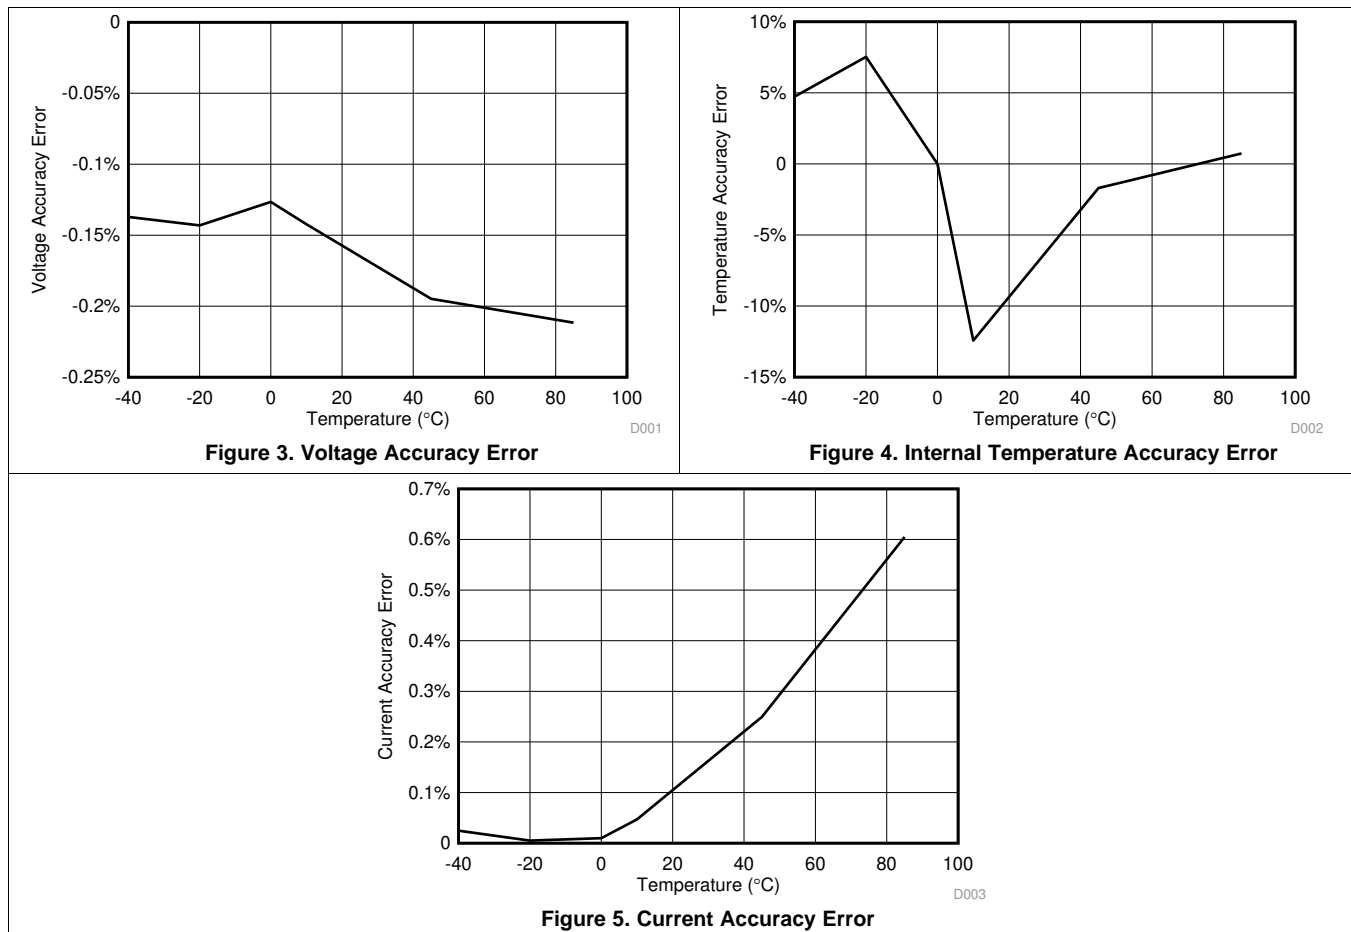 0
-0.05%
-0.1%
-0.15%
-0.2%
-0.25%
Voltage Accuracy Error
-40 -20 0 20 40 60 80 100
Temperature (°C)
D001
Figure 3. Voltage Accuracy Error
10%
5%
0
-5%
-10%
-15%
Temperature Accuracy Error
-40 -20 0 20 40 60 80 100
Temperature (°C)
D002
Figure 4. Internal Temperature Accuracy Error
0.7%
0.6%
0.5%
0.4%
0.3%
0.2%
0.1%
0
Current Accuracy Error
-40 -20 0 20 40 60 80 100
Temperature (°C)
D003
Figure 5. Current Accuracy Error